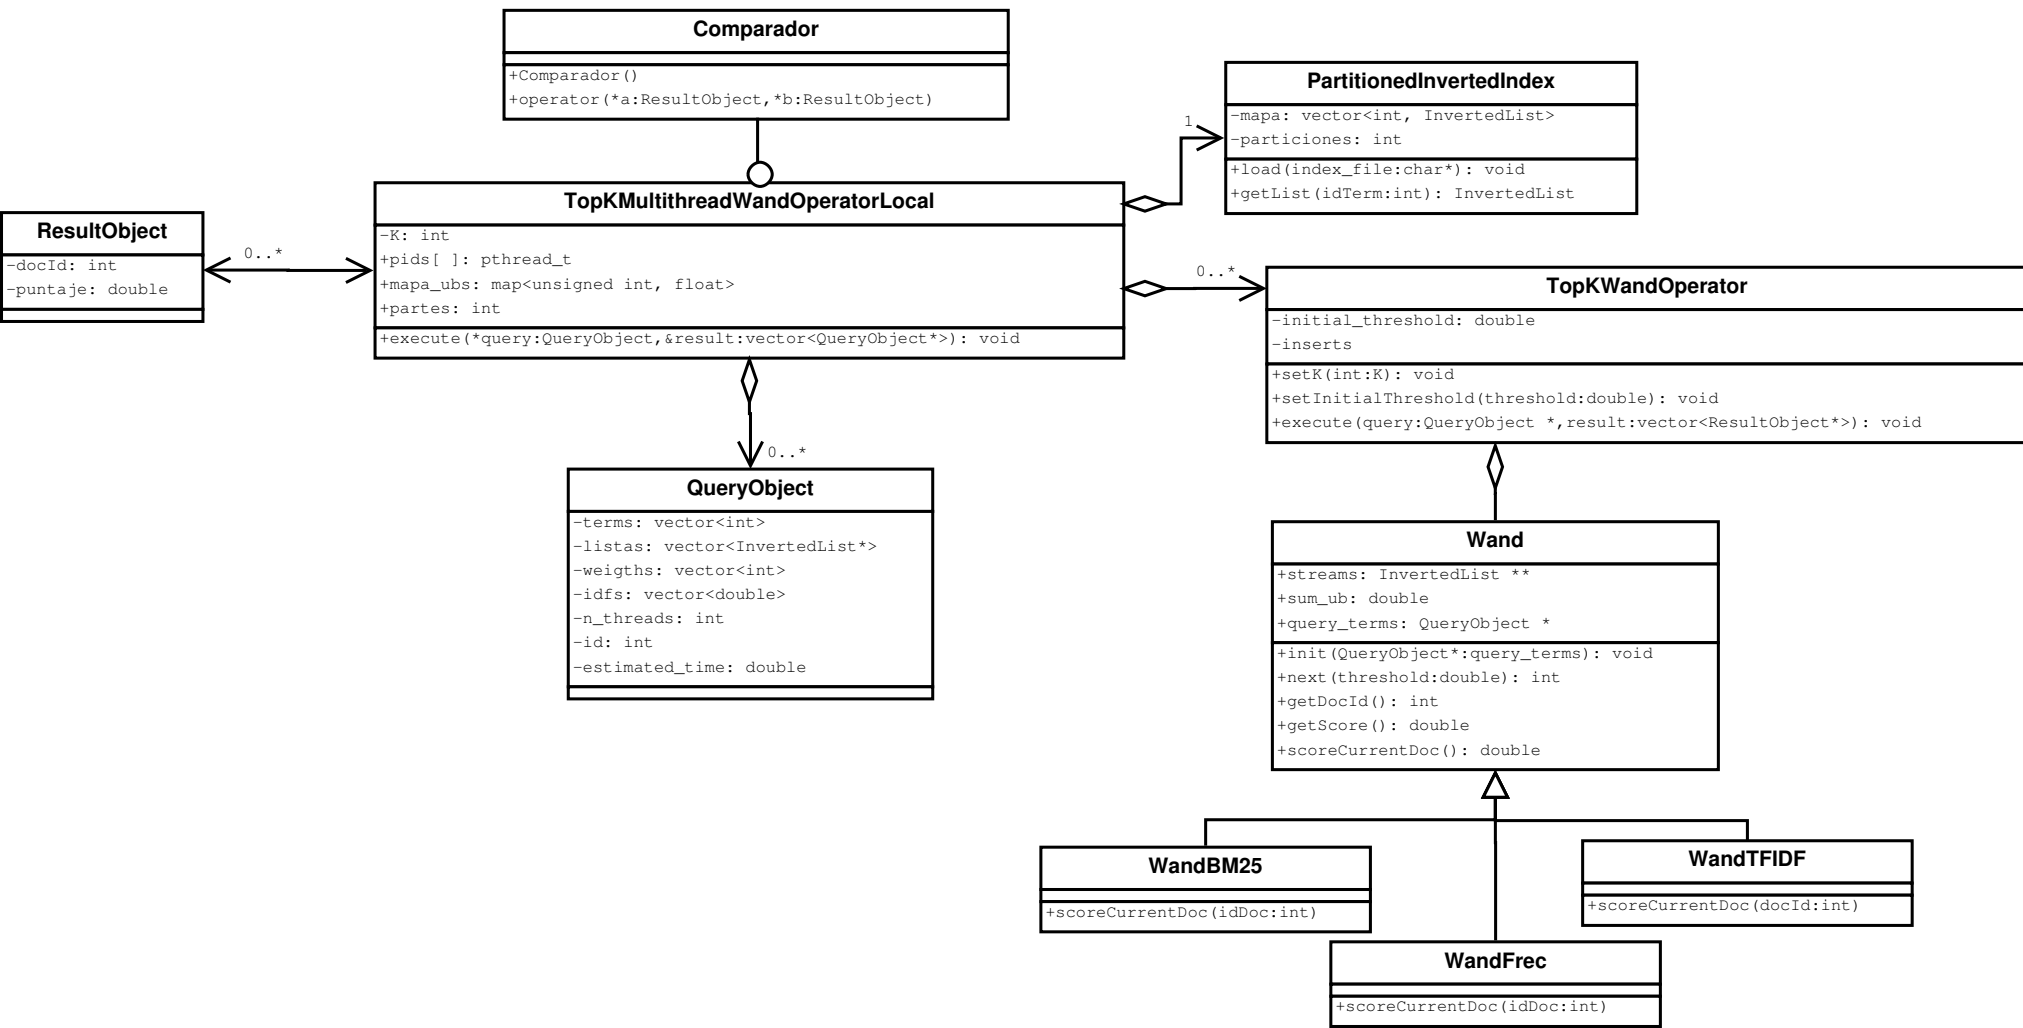 Comparador
+Comparador()
+operator(*a:ResultObject,*b:ResultObject)
PartitionedInvertedIndex
-mapa: vector<int, InvertedList>
-particiones: int
+load(index_file:char*): void
+getList(idTerm:int): InvertedList
1
TopKMultithreadWandOperatorLocal
-K: int
+pids[ ]: pthread_t
+mapa_ubs: map<unsigned int, float>
+partes: int
+execute(*query:QueryObject,&result:vector<QueryObject*>): void
ResultObject
-docId: int
-puntaje: double
0..*
0..*
TopKWandOperator
-initial_threshold: double
-inserts
+setK(int:K): void
+setInitialThreshold(threshold:double): void
+execute(query:QueryObject *,result:vector<ResultObject*>): void
0..*
QueryObject
-terms: vector<int>
-listas: vector<InvertedList*>
-weigths: vector<int>
-idfs: vector<double>
-n_threads: int
-id: int
-estimated_time: double
Wand
+streams: InvertedList **
+sum_ub: double
+query_terms: QueryObject *
+init(QueryObject*:query_terms): void
+next(threshold:double): int
+getDocId(): int
+getScore(): double
+scoreCurrentDoc(): double
WandBM25
+scoreCurrentDoc(idDoc:int)
WandTFIDF
+scoreCurrentDoc(docId:int)
WandFrec
+scoreCurrentDoc(idDoc:int)